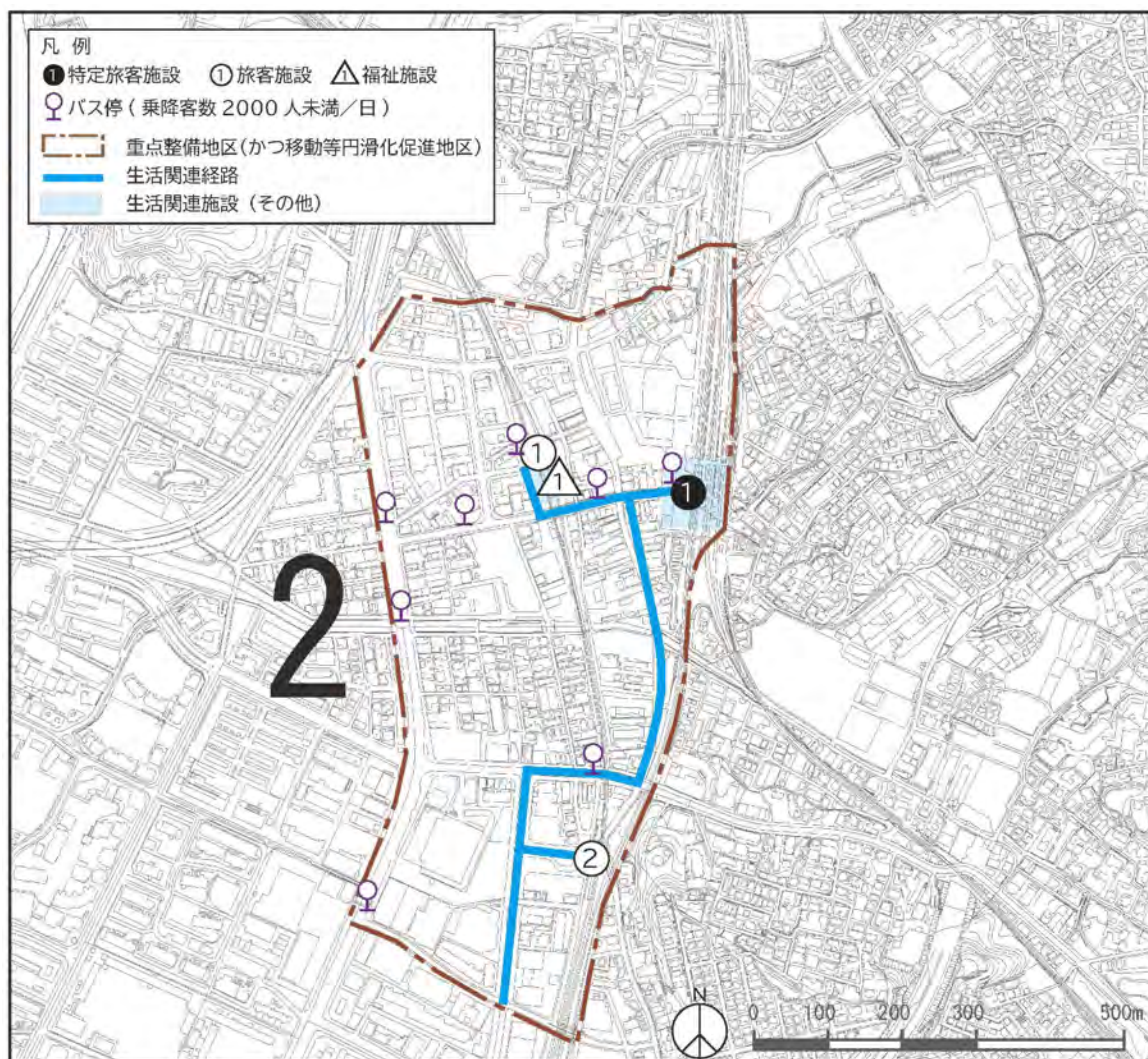 凡 例
❶特定旅客施設 ①旅客施設 1福祉施設
バス停 ( 乗降客数 2000 人未満／日 )
重点整備地区(かつ移動等円滑化促進地区)
生活関連経路
生活関連施設 (その他)
1
1
1
2
2
N
0 100 200 300 500m